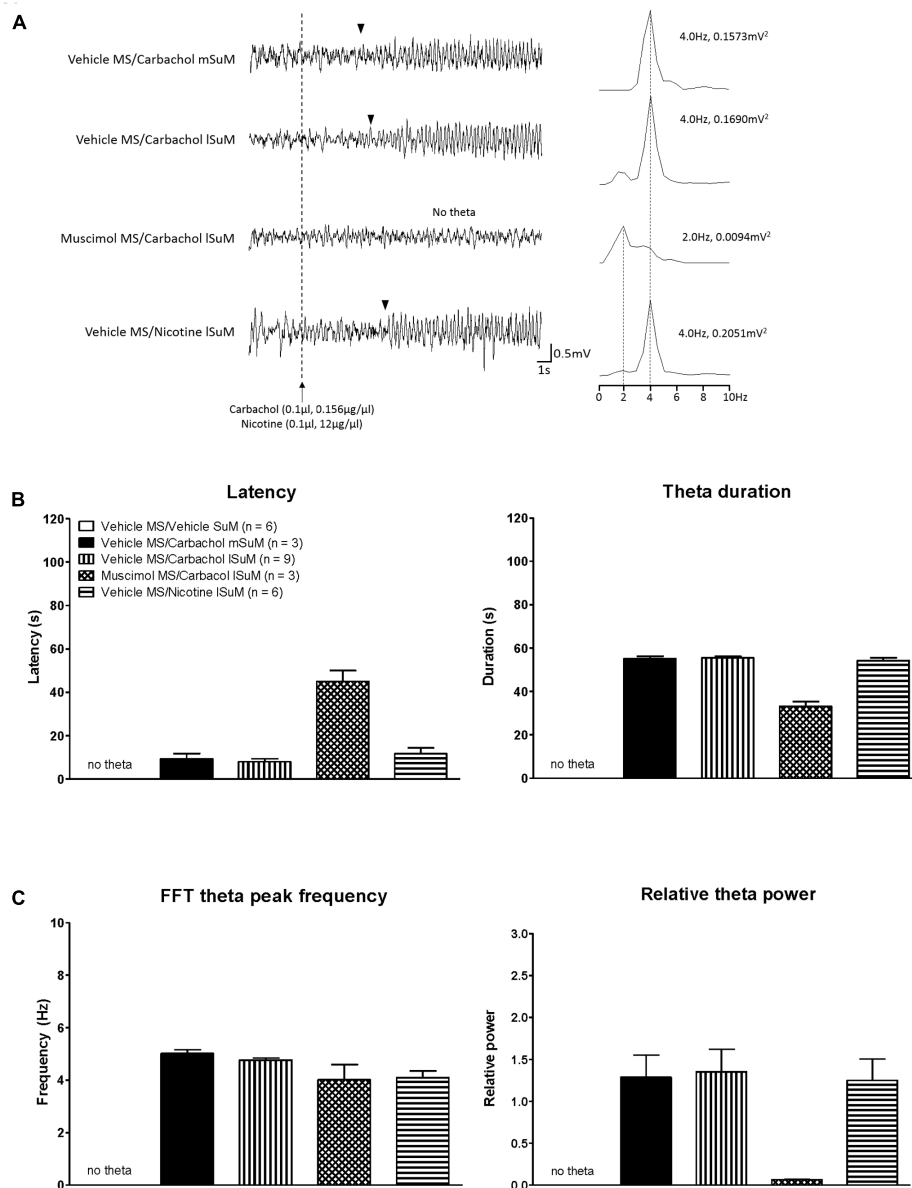 A
Vehicle MS/Carbachol mSuM
4.0Hz, 0.1573mV²
Vehicle MS/Carbachol lSuM
4.0Hz, 0.1690mV²
No theta
Muscimol MS/Carbachol lSuM
2.0Hz, 0.0094mV²
Vehicle MS/Nicotine lSuM
4.0Hz, 0.2051mV²
0.5mV
1s
0 2 4 6 8 10Hz
Carbachol (0.1µl, 0.156µg/µl)
Nicotine (0.1µl, 12µg/µl)
B
Latency
Latency (s)
120
100
80
60
40
20
0
Vehicle MS/Vehicle SuM (n = 6)
Vehicle MS/Carbachol mSuM (n = 3)
Vehicle MS/Carbachol lSuM (n = 9)
Muscimol MS/Carbacol lSuM (n = 3)
Vehicle MS/Nicotine lSuM (n = 6)
no theta
Theta duration
Duration (s)
120
100
80
60
40
20
0
no theta
C
FFT theta peak frequency
Frequency (Hz)
10
8
6
4
2
0
no theta
Relative theta power
Relative power
3.0
2.5
2.0
1.5
1.0
0.5
0.0
no theta